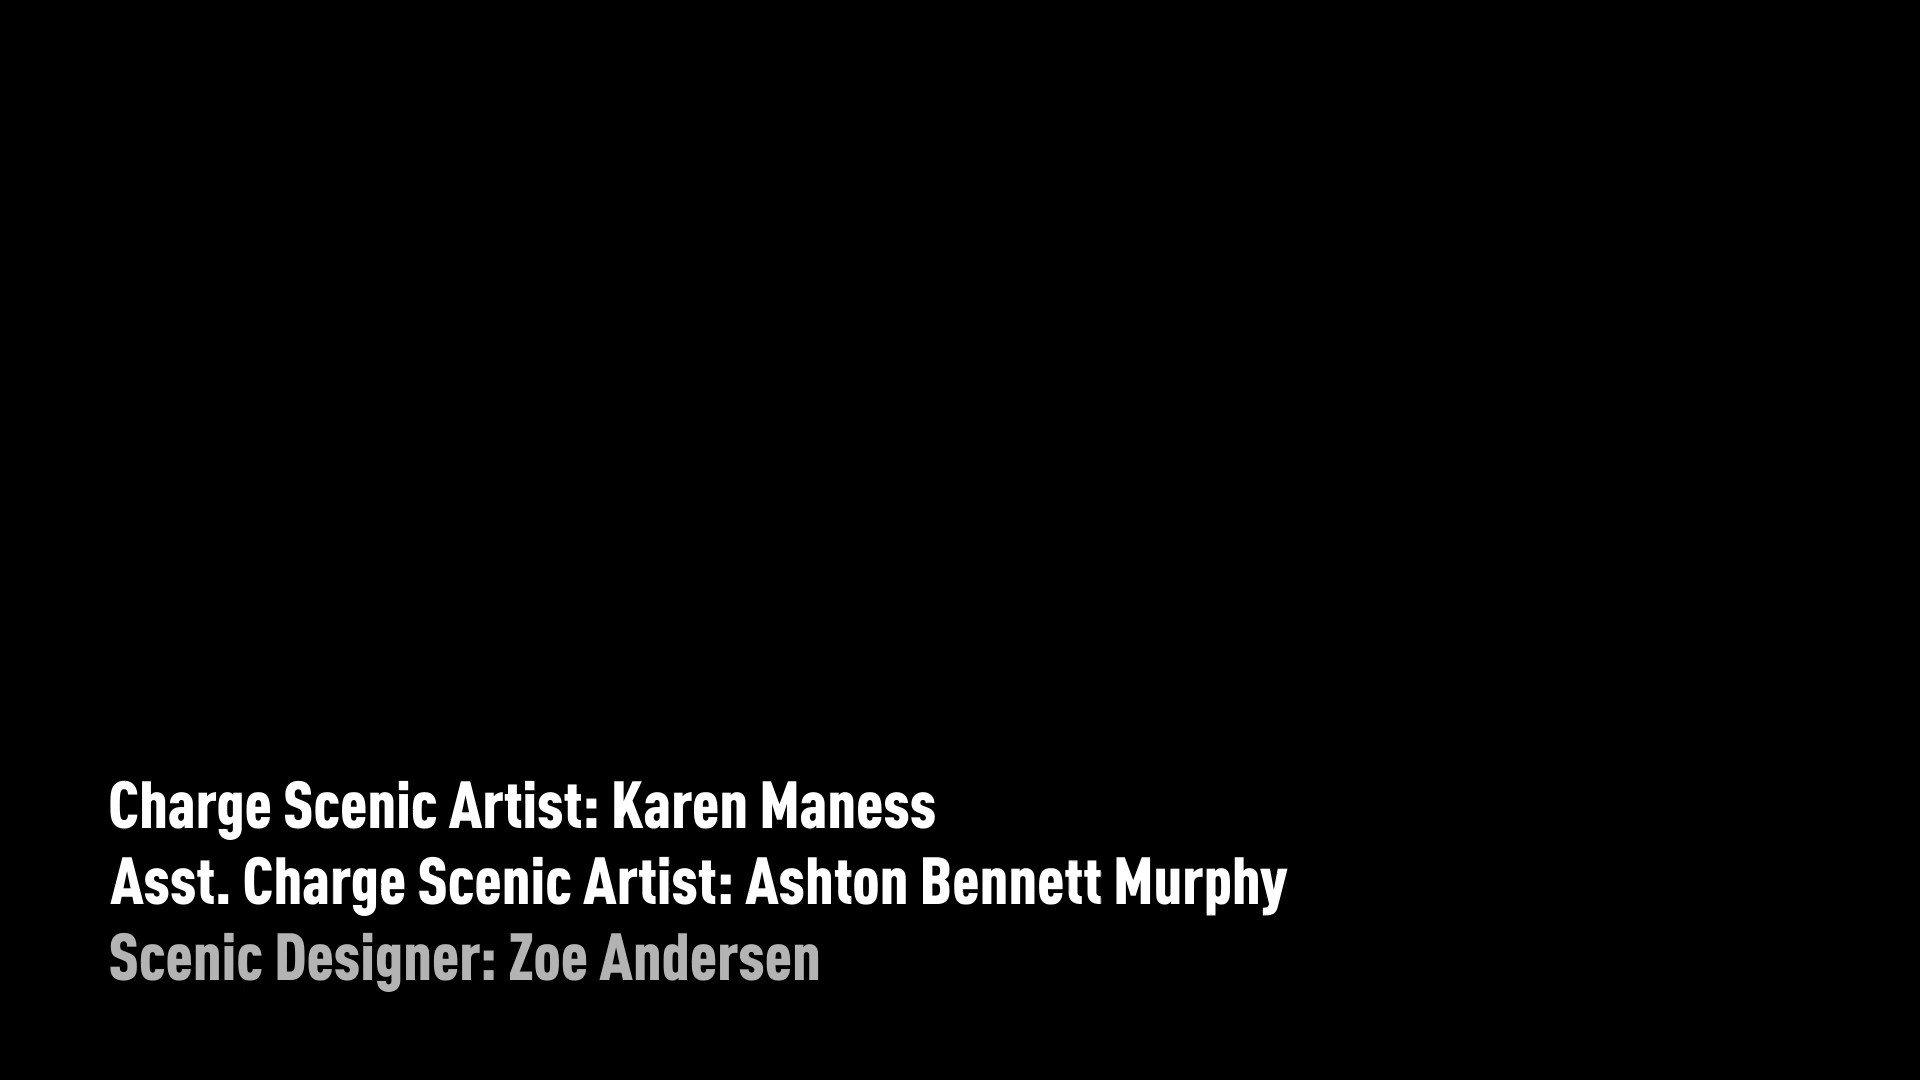 Charge Scenic Artist: Karen Maness
Asst. Charge Scenic Artist: Ashton Bennett Murphy
Scenic Designer: Zoe Andersen